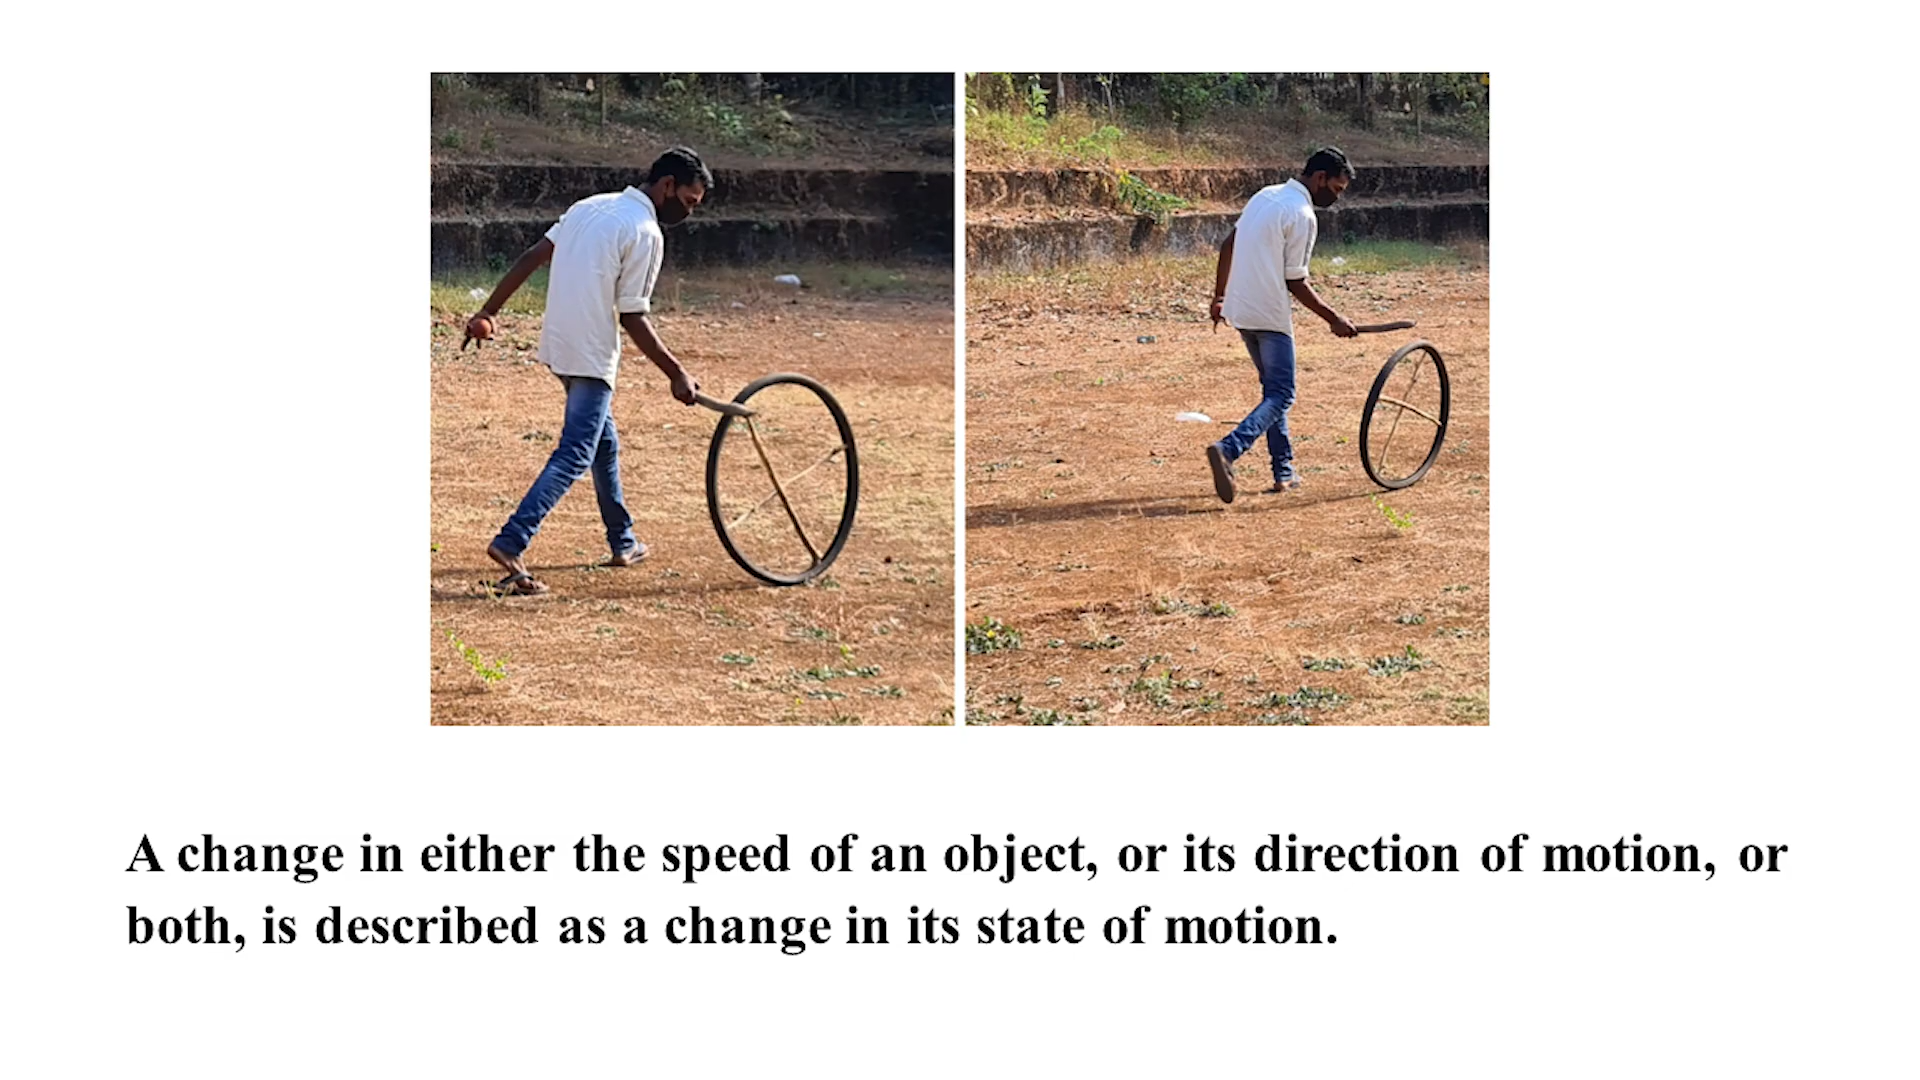 A change in either the speed of an object, or its direction of motion, or
both, is described as a change in its state of motion.